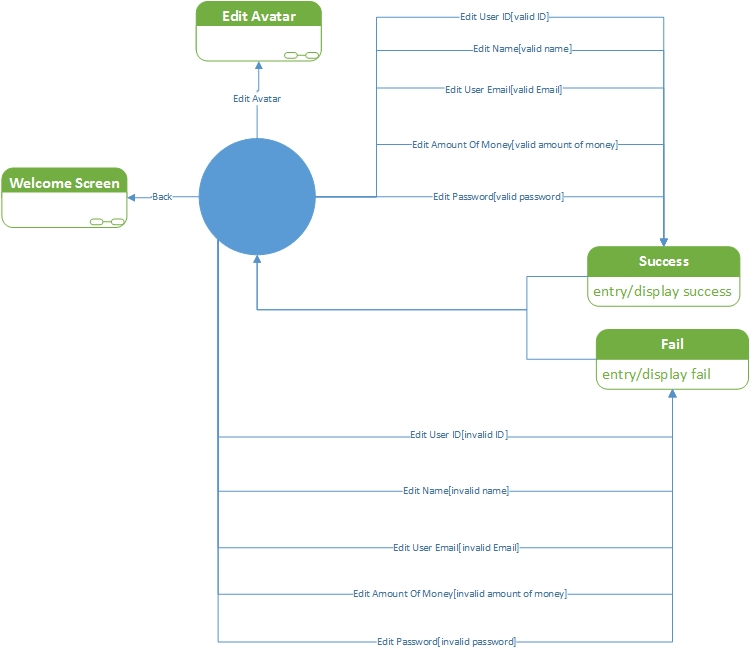 Edit Avatar
Edit User ID[valid ID]
Edit Name[valid name]
Edit User Email[valid Email]
Edit Avatar
Edit Amount Of Money[valid amount of money]
Welcome Screen
Back
Edit Password[valid password]
Success
entry/display success
Fail
entry/display fail
Edit User ID[invalid ID]
Edit Name[invalid name]
Edit User Email[invalid Email]
Edit Amount Of Money[invalid amount of money]
Edit Password[invalid password]